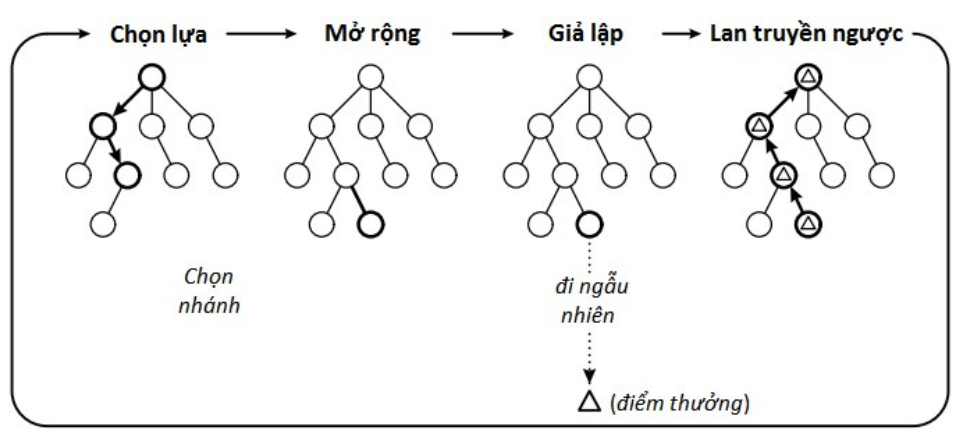 Chọn lựa
Mở rộng
Giả lập
Lan truyền ngược
Chọn
nhánh
đi ngẫu
nhiên
(điểm thưởng)